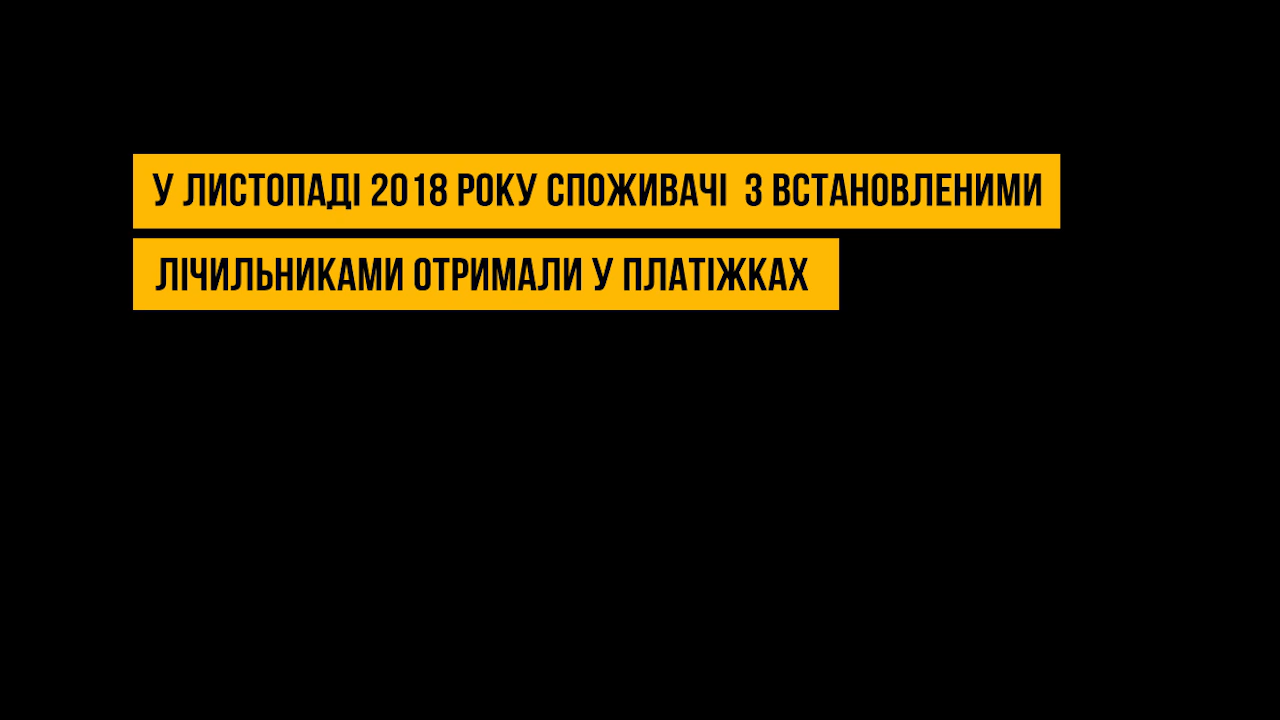 У ЛИСТОПАДІ 2018 РОКУ СПОЖИВАЧІ  З ВСТАНОВЛЕНИМИ
ЛІЧИЛЬНИКАМИ ОТРИМАЛИ У ПЛАТІЖКАХ